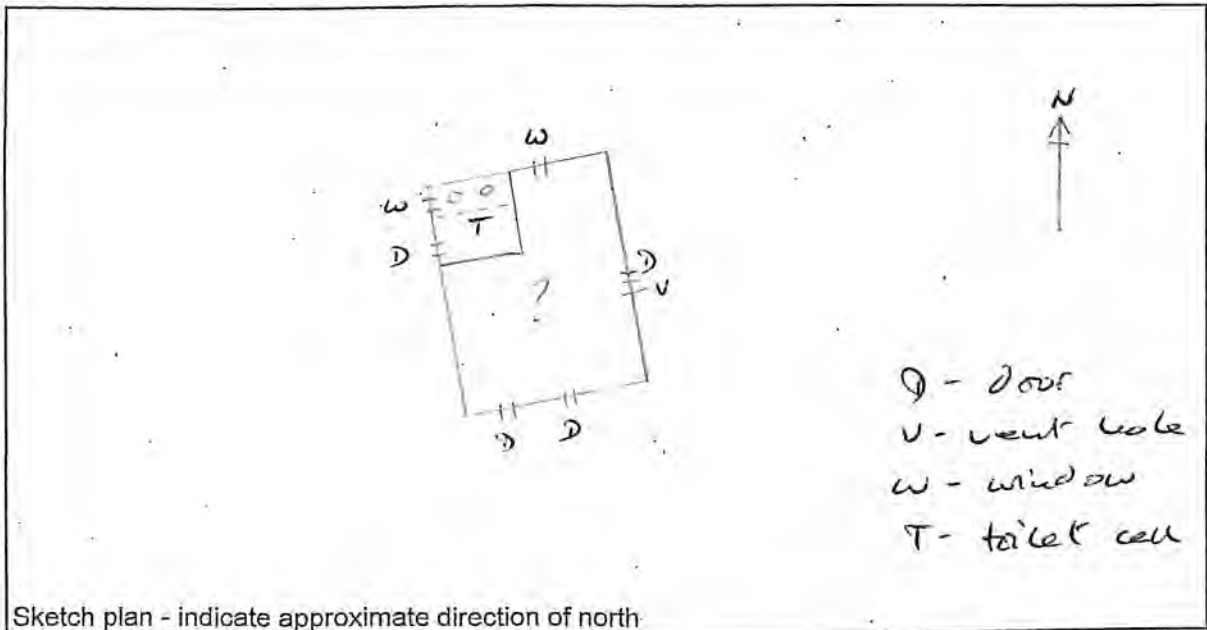 N
W
W
T
D
D
V
?
D D
D - door
V - vent hole
W - window
T - toilet cell
Sketch plan - indicate approximate direction of north